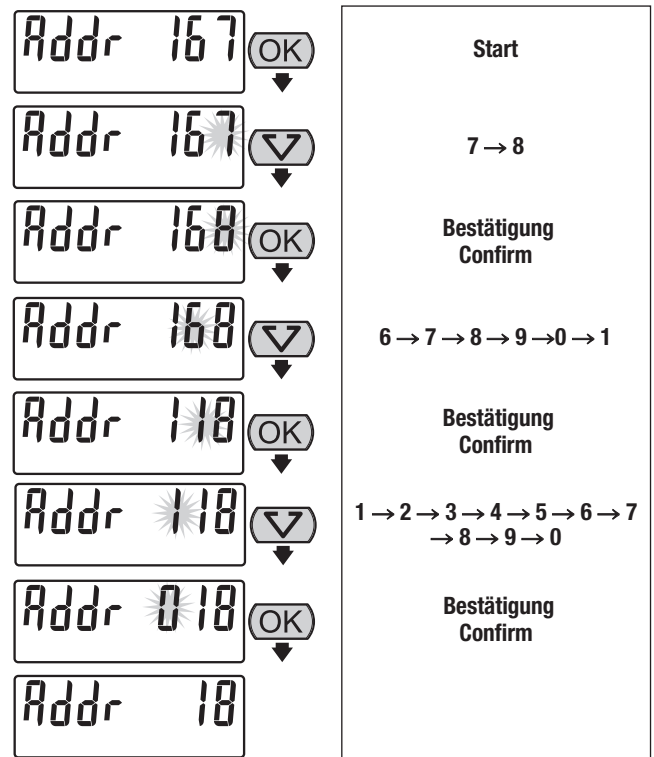 Addr 167 OK Start
Addr 167 7 → 8
Addr 168 OK Bestätigung
Confirm
Addr 168 6 → 7 → 8 → 9 →0 → 1
Addr 118 OK Bestätigung
Confirm
Addr 118 1 → 2 → 3 → 4 → 5 → 6 → 7
→ 8 → 9 → 0
Addr 018 OK Bestätigung
Confirm
Addr 18